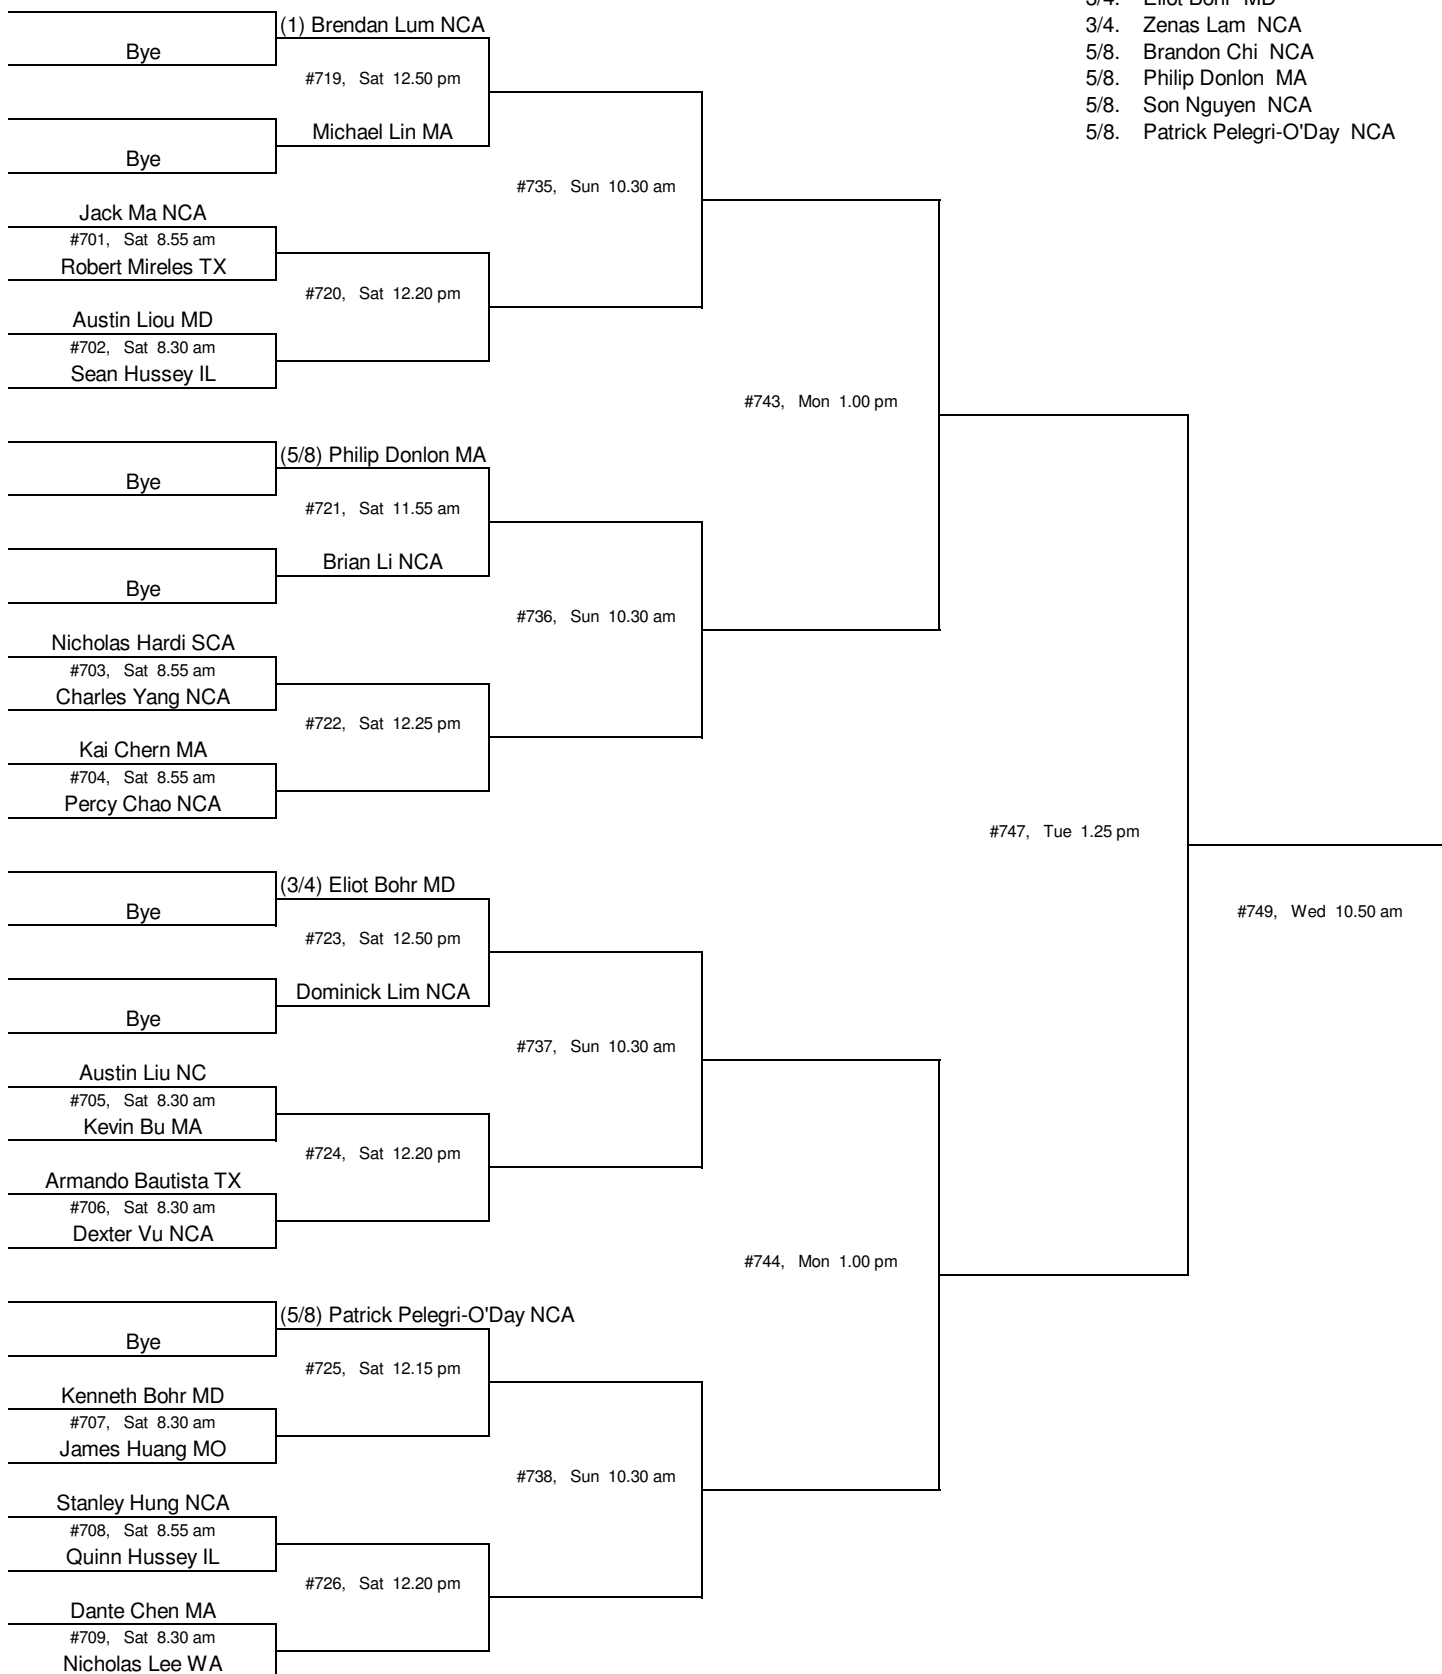 3/4. Eliot Bohr MD
3/4. Zenas Lam NCA
5/8. Brandon Chi NCA
5/8. Philip Donlon MA
5/8. Son Nguyen NCA
5/8. Patrick Pelegri-O'Day NCA
(1) Brendan Lum NCA
Bye
#719, Sat 12.50 pm
Michael Lin MA
Bye
#735, Sun 10.30 am
Jack Ma NCA
#701, Sat 8.55 am
Robert Mireles TX
#720, Sat 12.20 pm
Austin Liou MD
#702, Sat 8.30 am
Sean Hussey IL
#743, Mon 1.00 pm
(5/8) Philip Donlon MA
Bye
#721, Sat 11.55 am
Brian Li NCA
Bye
#736, Sun 10.30 am
Nicholas Hardi SCA
#703, Sat 8.55 am
Charles Yang NCA
#722, Sat 12.25 pm
Kai Chern MA
#704, Sat 8.55 am
Percy Chao NCA
#747, Tue 1.25 pm
(3/4) Eliot Bohr MD
Bye
#749, Wed 10.50 am
#723, Sat 12.50 pm
Dominick Lim NCA
Bye
#737, Sun 10.30 am
Austin Liu NC
#705, Sat 8.30 am
Kevin Bu MA
#724, Sat 12.20 pm
Armando Bautista TX
#706, Sat 8.30 am
Dexter Vu NCA
#744, Mon 1.00 pm
(5/8) Patrick Pelegri-O'Day NCA
Bye
#725, Sat 12.15 pm
Kenneth Bohr MD
#707, Sat 8.30 am
James Huang MO
#738, Sun 10.30 am
Stanley Hung NCA
#708, Sat 8.55 am
Quinn Hussey IL
#726, Sat 12.20 pm
Dante Chen MA
#709, Sat 8.30 am
Nicholas Lee WA